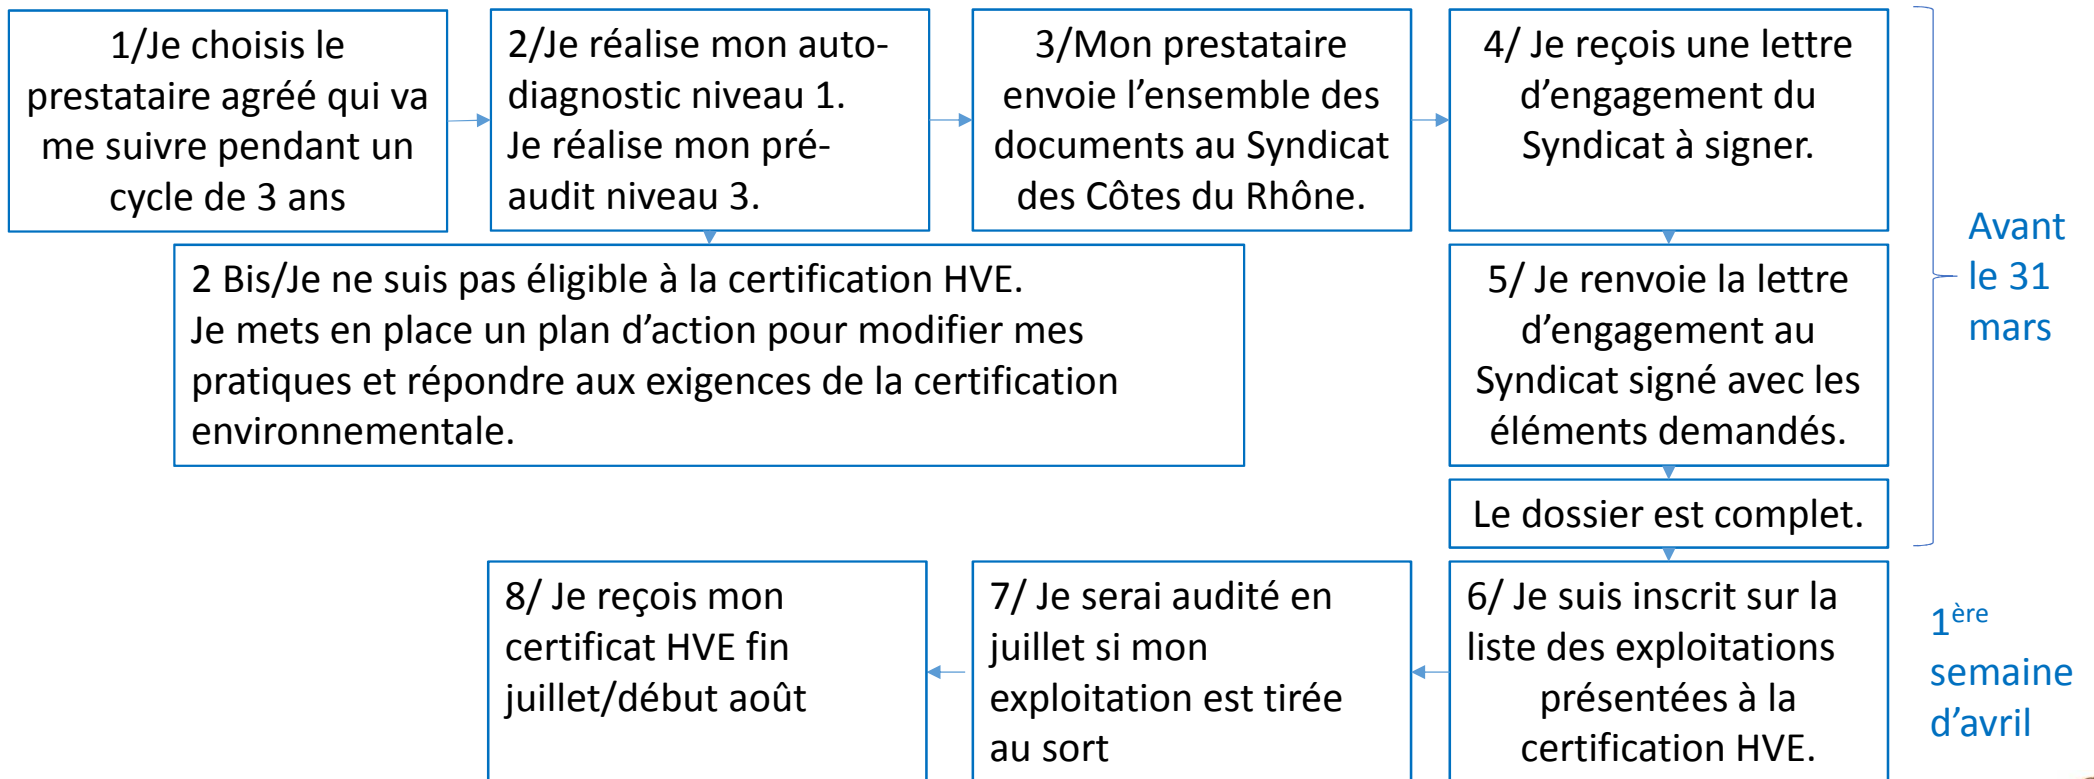 1/Je choisis le
prestataire agréé qui va
me suivre pendant un
cycle de 3 ans
2/Je réalise mon auto-
diagnostic niveau 1.
Je réalise mon pré-
audit niveau 3.
3/Mon prestataire
envoie l’ensemble des
documents au Syndicat
des Côtes du Rhône.
4/ Je reçois une lettre
d’engagement du
Syndicat à signer.
2 Bis/Je ne suis pas éligible à la certification HVE.
Je mets en place un plan d’action pour modifier mes
pratiques et répondre aux exigences de la certification
environnementale.
5/ Je renvoie la lettre
d’engagement au
Syndicat signé avec les
éléments demandés.
Le dossier est complet.
Avant
le 31
mars
6/ Je suis inscrit sur la
liste des exploitations
présentées à la
certification HVE.
1ère
semaine
d’avril
7/ Je serai audité en
juillet si mon
exploitation est tirée
au sort
8/ Je reçois mon
certificat HVE fin
juillet/début août